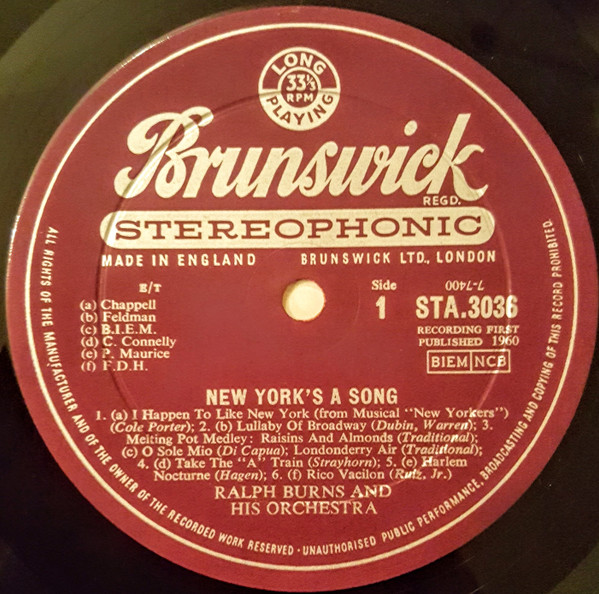 LONG
33⅓
RPM
PLAYING
Brunswick
REGD.
STEREOPHONIC
MADE IN ENGLAND BRUNSWICK LTD., LONDON
E/T
(a) Chappell
(b) Feldman
(c) B.I.E.M.
(d) C. Connelly
(e) P. Maurice
(f) F.D.H.
Side
1
7-7400
STA.3036
RECORDING FIRST
PUBLISHED 1960
BIEM NCB
NEW YORK'S A SONG
1. (a) I Happen To Like New York (from Musical "New Yorkers")
(Cole Porter); 2. (b) Lullaby Of Broadway (Dubin, Warren); 3.
Melting Pot Medley: Raisins And Almonds (Traditional);
(c) O Sole Mio (Di Capua); Londonderry Air (Traditional);
4. (d) Take The "A" Train (Strayhorn); 5. (e) Harlem
Nocturne (Hagen); 6. (f) Rico Vacilon (Ruiz, Jr.)
RALPH BURNS AND
HIS ORCHESTRA
ALL RIGHTS OF THE MANUFACTURER AND OF THE OWNER OF THE RECORDED WORK RESERVED · UNAUTHORISED PUBLIC PERFORMANCE, BROADCASTING AND COPYING OF THIS RECORD PROHIBITED.